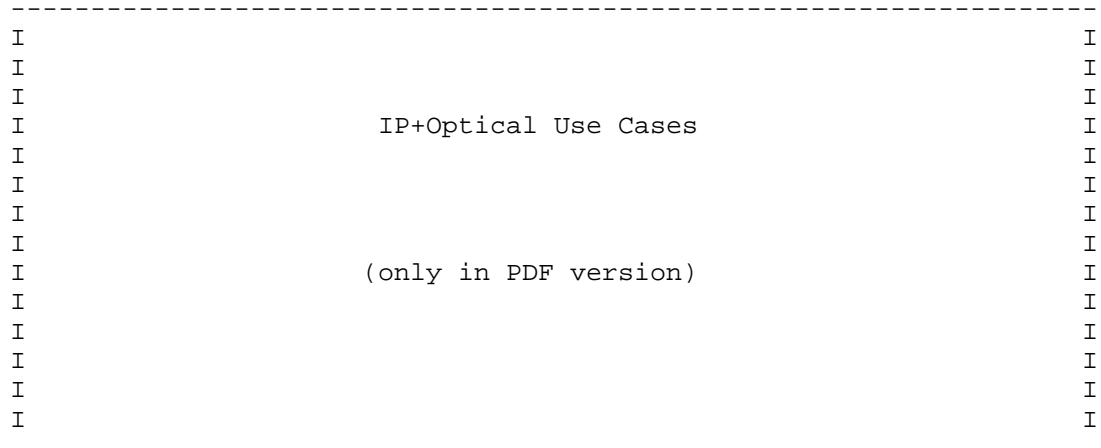 --------------------------------------------------------------------
I                                                                  I
I                                                                  I
I                                                                  I
I                      IP+Optical Use Cases                        I
I                                                                  I
I                                                                  I
I                                                                  I
I                                                                  I
I                     (only in PDF version)                        I
I                                                                  I
I                                                                  I
I                                                                  I
I                                                                  I
I                                                                  I